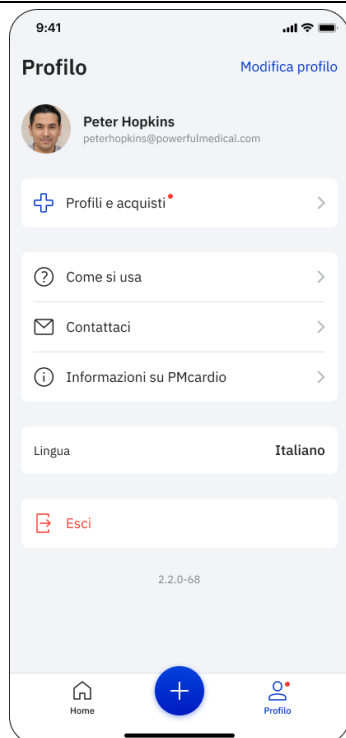 9:41
Profilo
Modifica profilo
Peter Hopkins
peterhopkins@powerfulmedical.com
Profili e acquisti
Come si usa
Contattaci
Informazioni su PMcardio
Lingua
Italiano
Esci
2.2.0-68
Home
Profilo